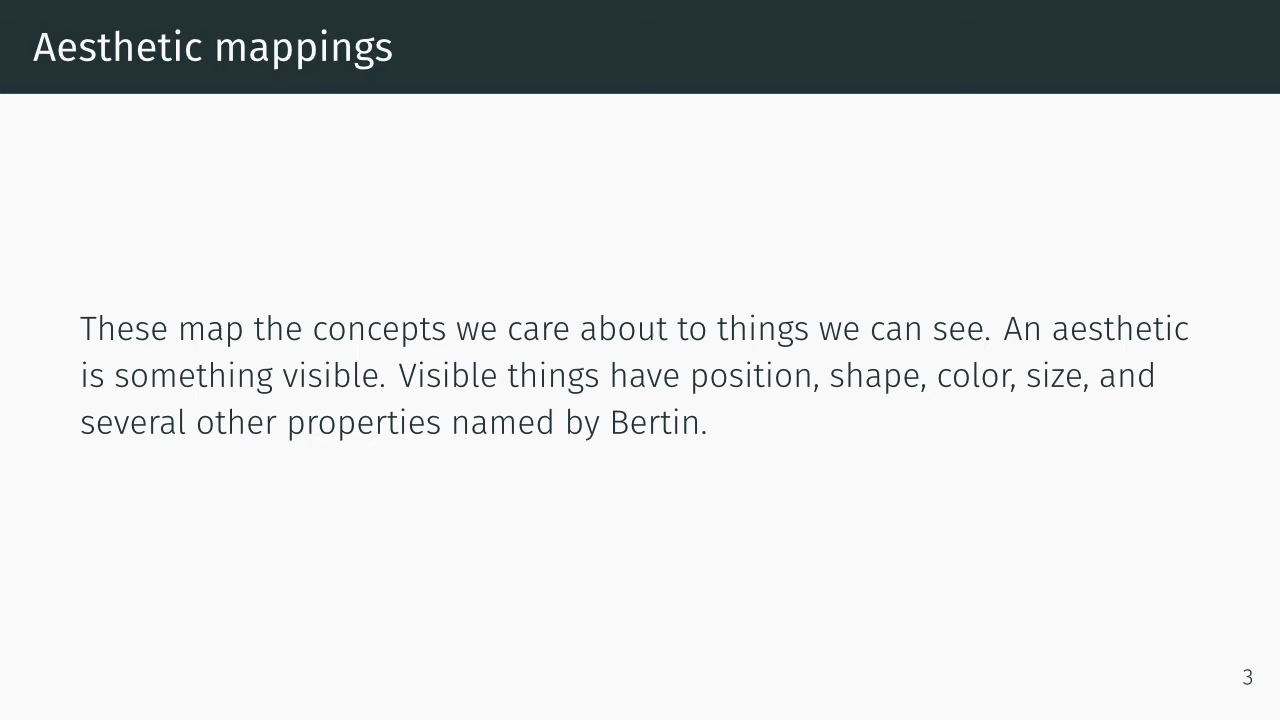 Aesthetic mappings
These map the concepts we care about to things we can see. An aesthetic
is something visible. Visible things have position, shape, color, size, and
several other properties named by Bertin.
3